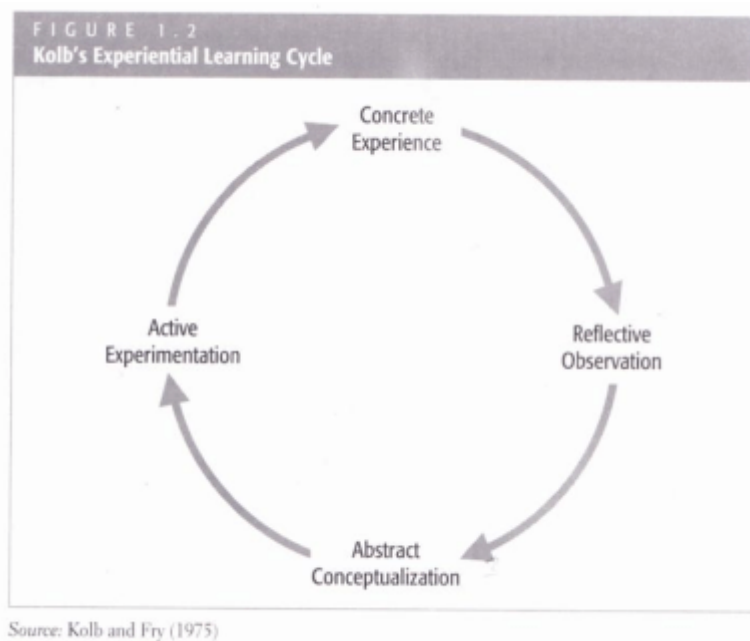 FIGURE 1.2
Kolb's Experiential Learning Cycle
Concrete
Experience
Active
Experimentation
Reflective
Observation
Abstract
Conceptualization
Source: Kolb and Fry (1975)